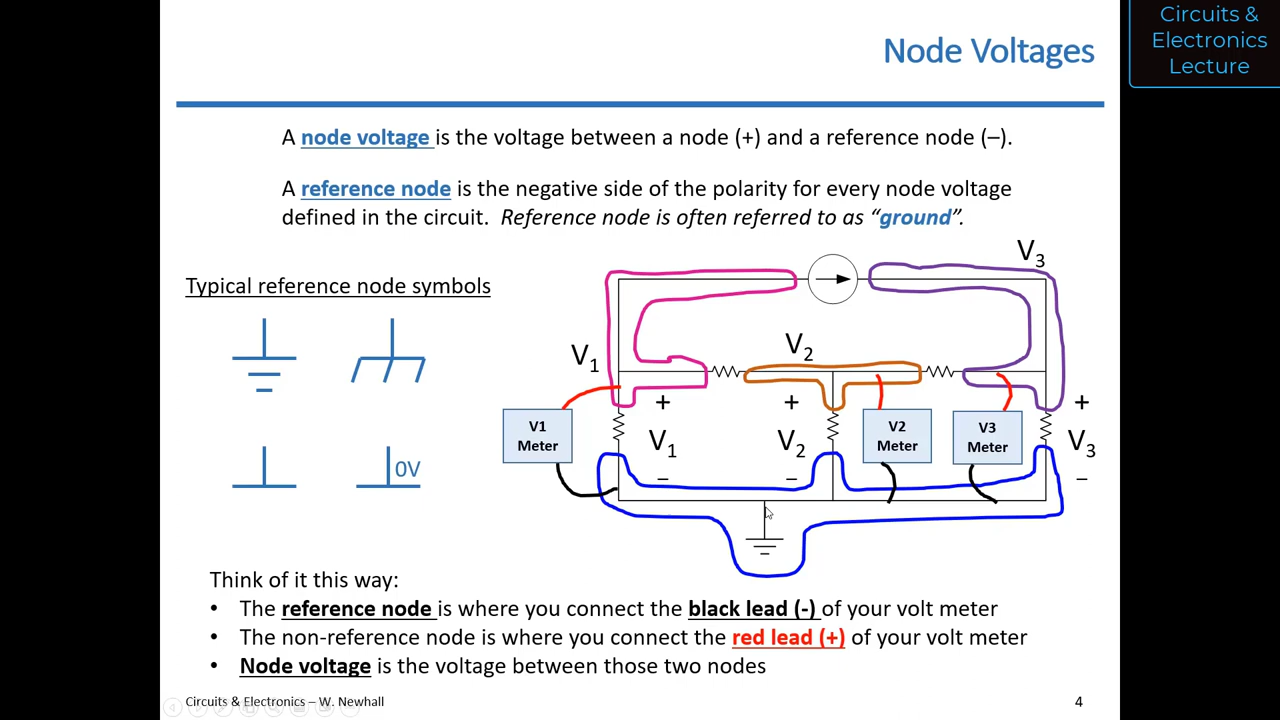 Circuits &
Electronics
Lecture
Node Voltages
A node voltage is the voltage between a node (+) and a reference node (–).
A reference node is the negative side of the polarity for every node voltage
defined in the circuit.  Reference node is often referred to as “ground”.
Typical reference node symbols
0V
V3
V1
V2
+
+
+
V1
Meter
V1
V2
V2
Meter
V3
Meter
V3
–
–
–
Think of it this way:
• The reference node is where you connect the black lead (-) of your volt meter
• The non-reference node is where you connect the red lead (+) of your volt meter
• Node voltage is the voltage between those two nodes
Circuits & Electronics – W. Newhall
4